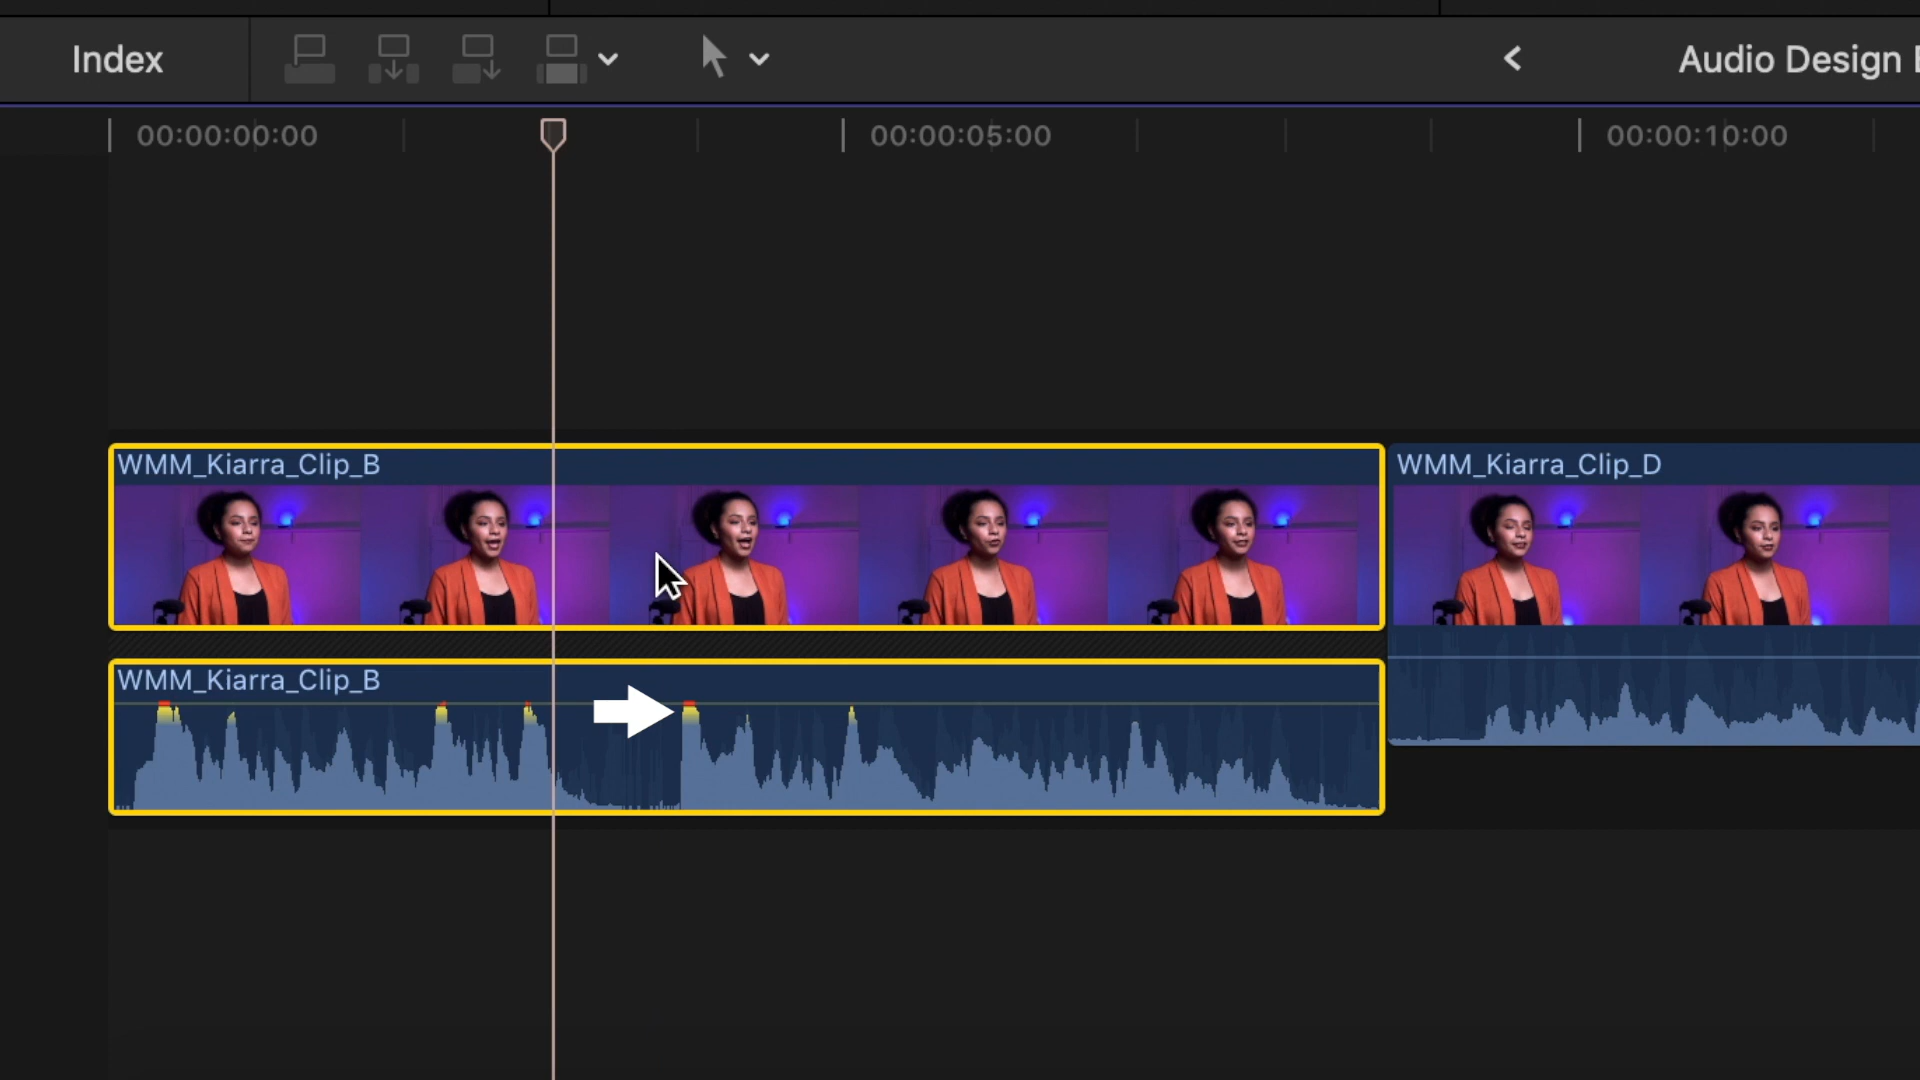 Index
Audio Design
00:00:00:00
00:00:05:00
00:00:10:00
WMM_Kiarra_Clip_B
WMM_Kiarra_Clip_D
WMM_Kiarra_Clip_B